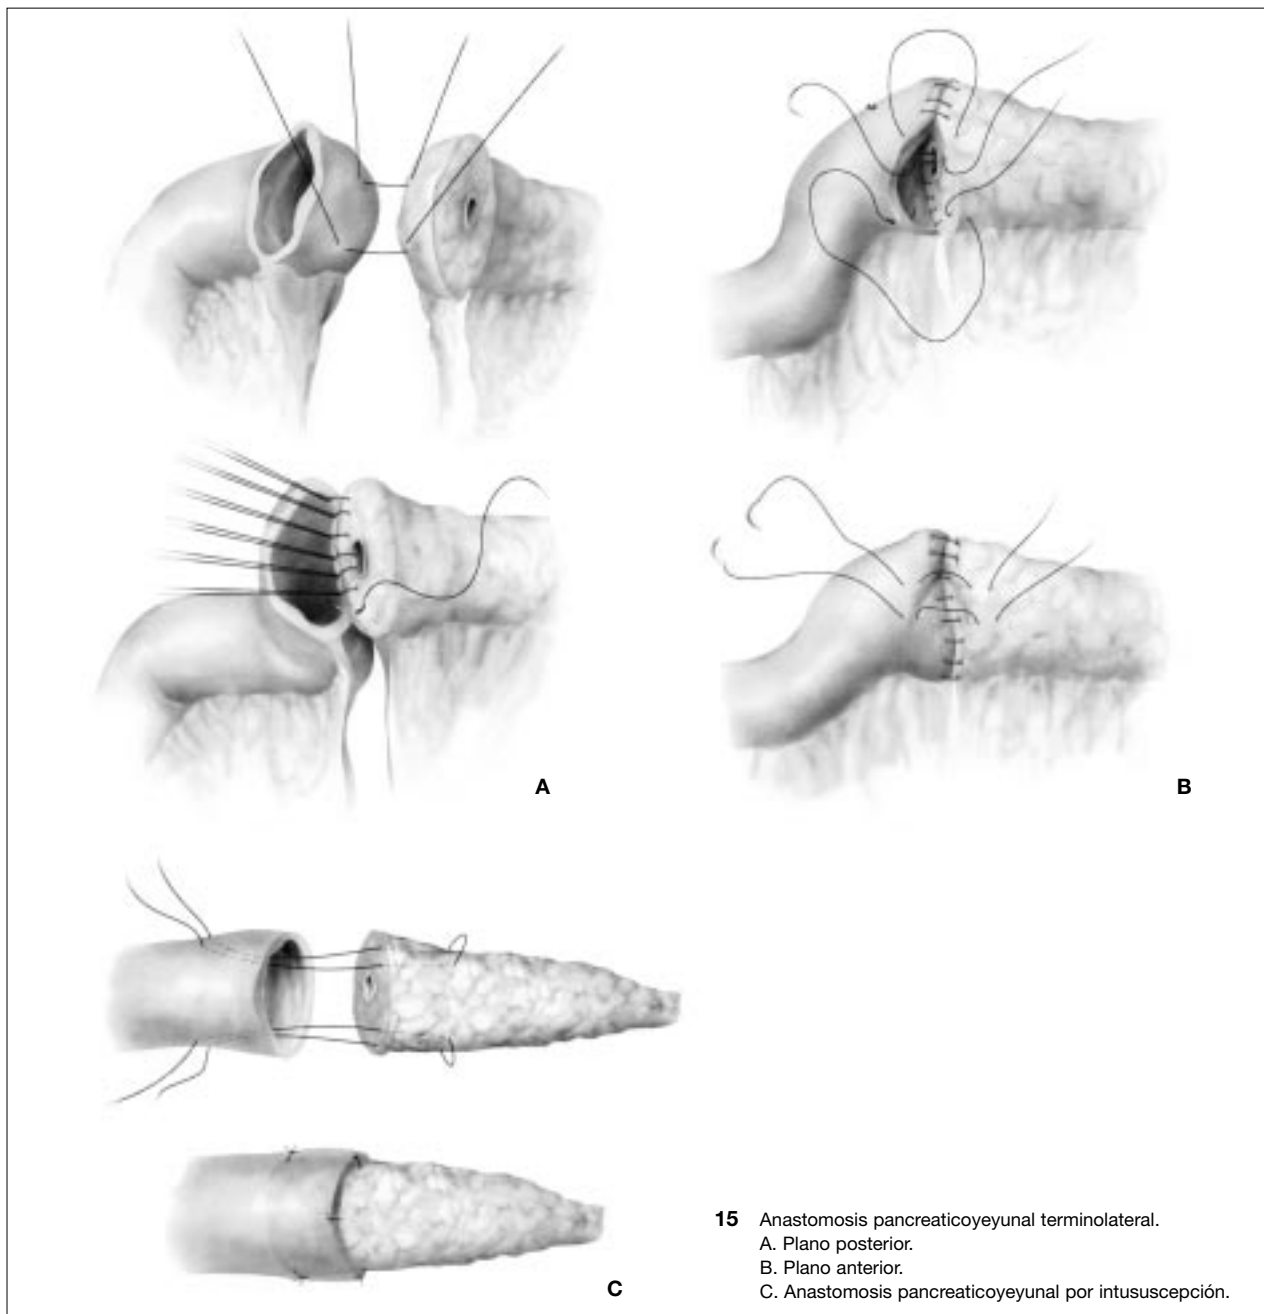 A
B
C
15 Anastomosis pancreaticoyeyunal terminolateral.
A. Plano posterior.
B. Plano anterior.
C. Anastomosis pancreaticoyeyunal por intususcepción.